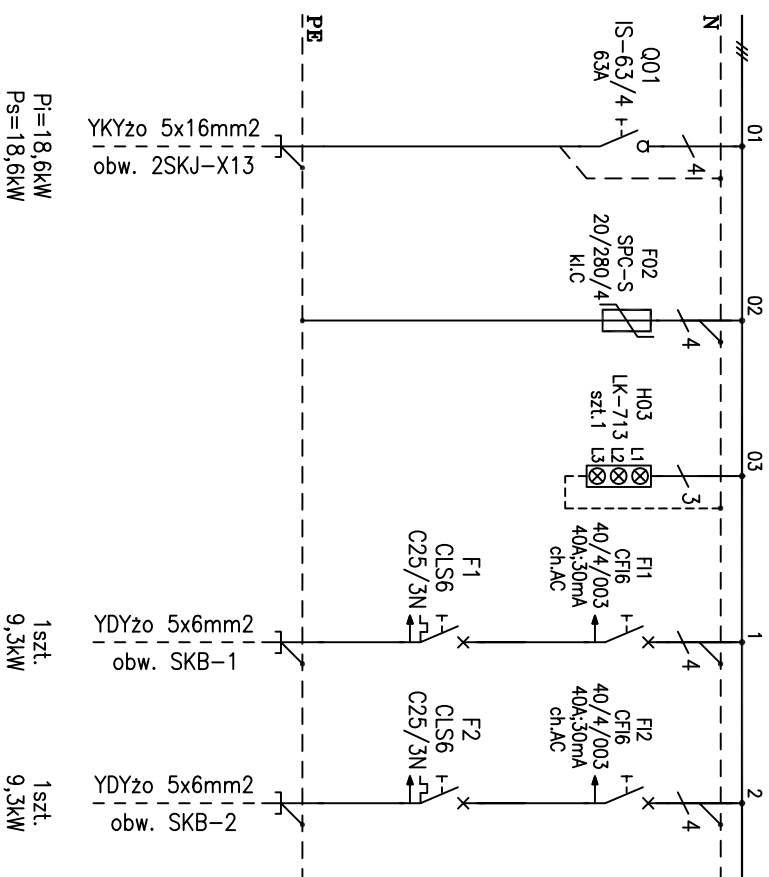 N
PE
01
4
Q01
IS-63/4
63A
YKYżo 5x16mm2
obw. 2SKJ-X13
Pi=18,6kW
Ps=18,6kW
02
4
F02
SPC-S
20/280/4
kl.C
03
3
H03
LK-713
szt.1
L1
L2
L3
1
4
FI1
CFI6
40/4/003
40A;30mA
ch.AC
F1
CLS6
C25/3N
YDYżo 5x6mm2
obw. SKB-1
1szt.
9,3kW
2
4
FI2
CFI6
40/4/003
40A;30mA
ch.AC
F2
CLS6
C25/3N
YDYżo 5x6mm2
obw. SKB-2
1szt.
9,3kW